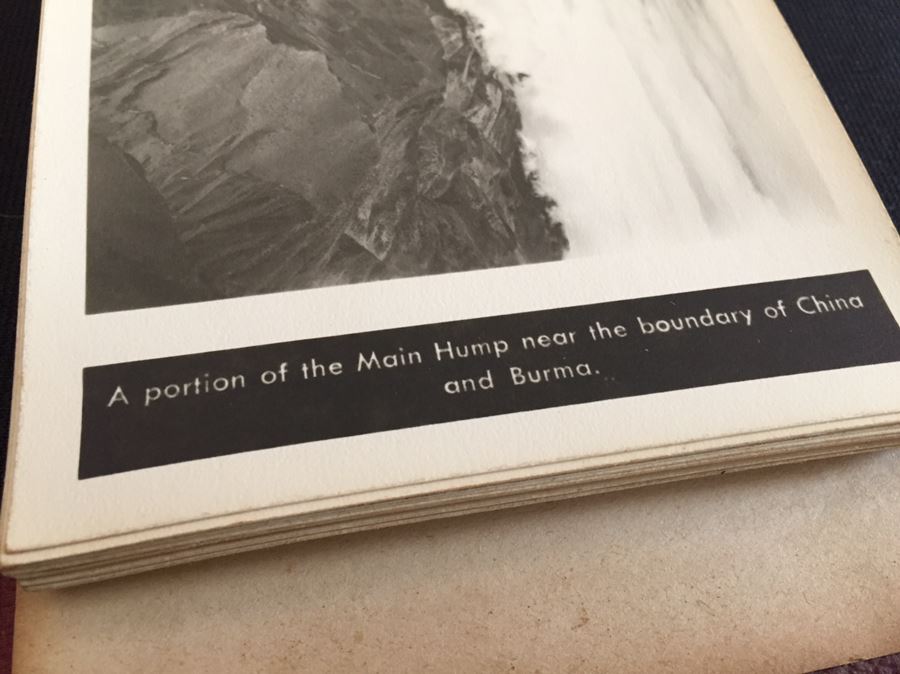 A portion of the Main Hump near the boundary of China
and Burma.